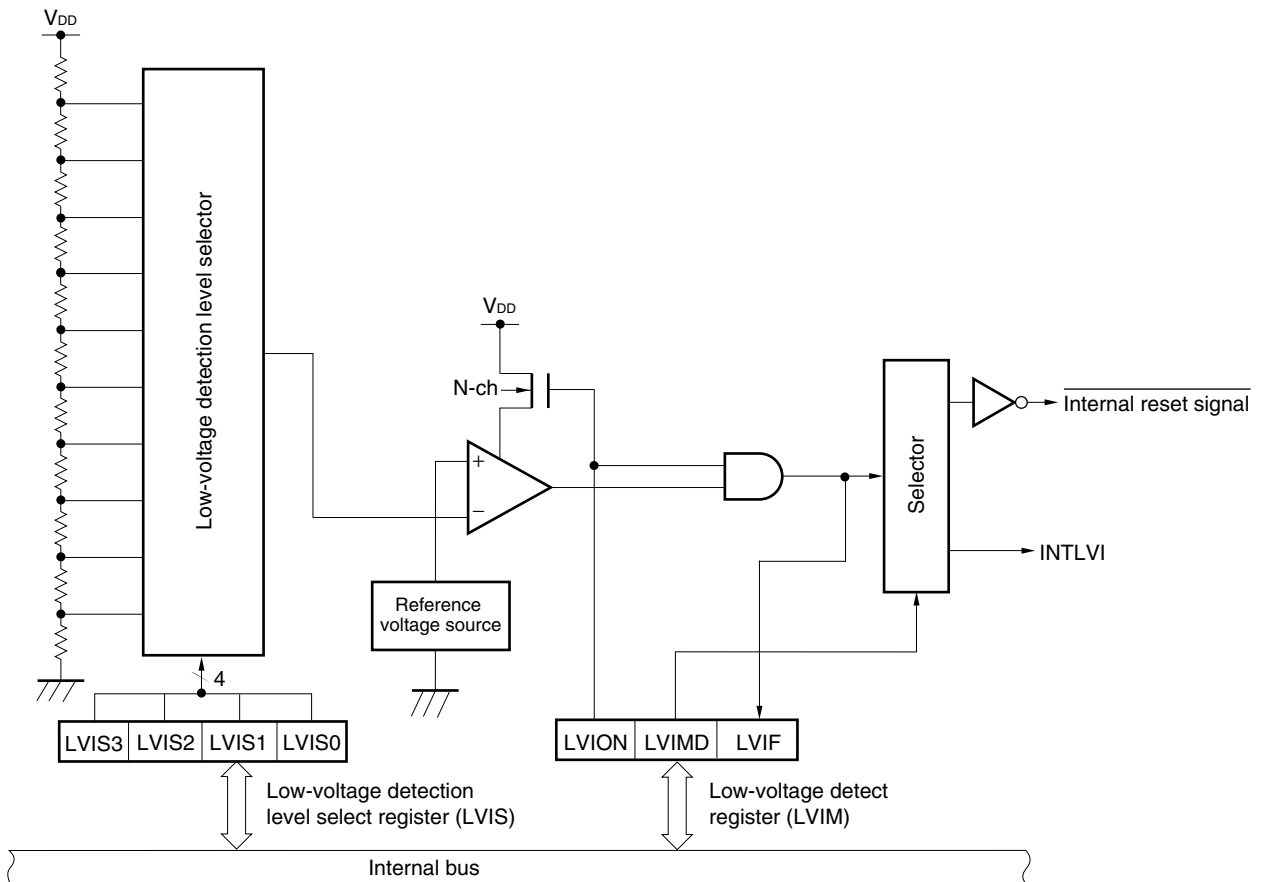 VDD
Low-voltage detection level selector
VDD
N-ch
+
−
Reference
voltage source
Selector
Internal reset signal
INTLVI
4
LVIS3 LVIS2 LVIS1 LVIS0
LVION LVIMD LVIF
Low-voltage detection
level select register (LVIS)
Low-voltage detect
register (LVIM)
Internal bus